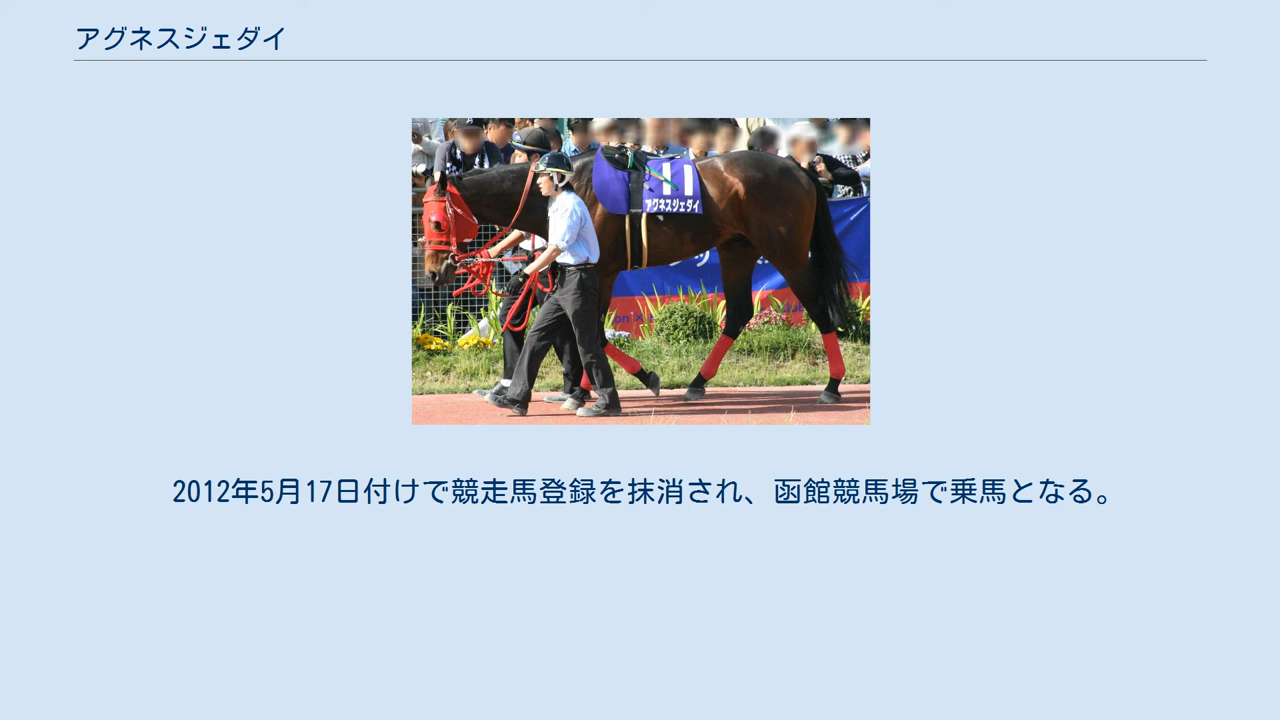 アグネスジェダイ
11
アグネスジェダイ
2012年5月17日付けで競走馬登録を抹消され、函館競馬場で乗馬となる。